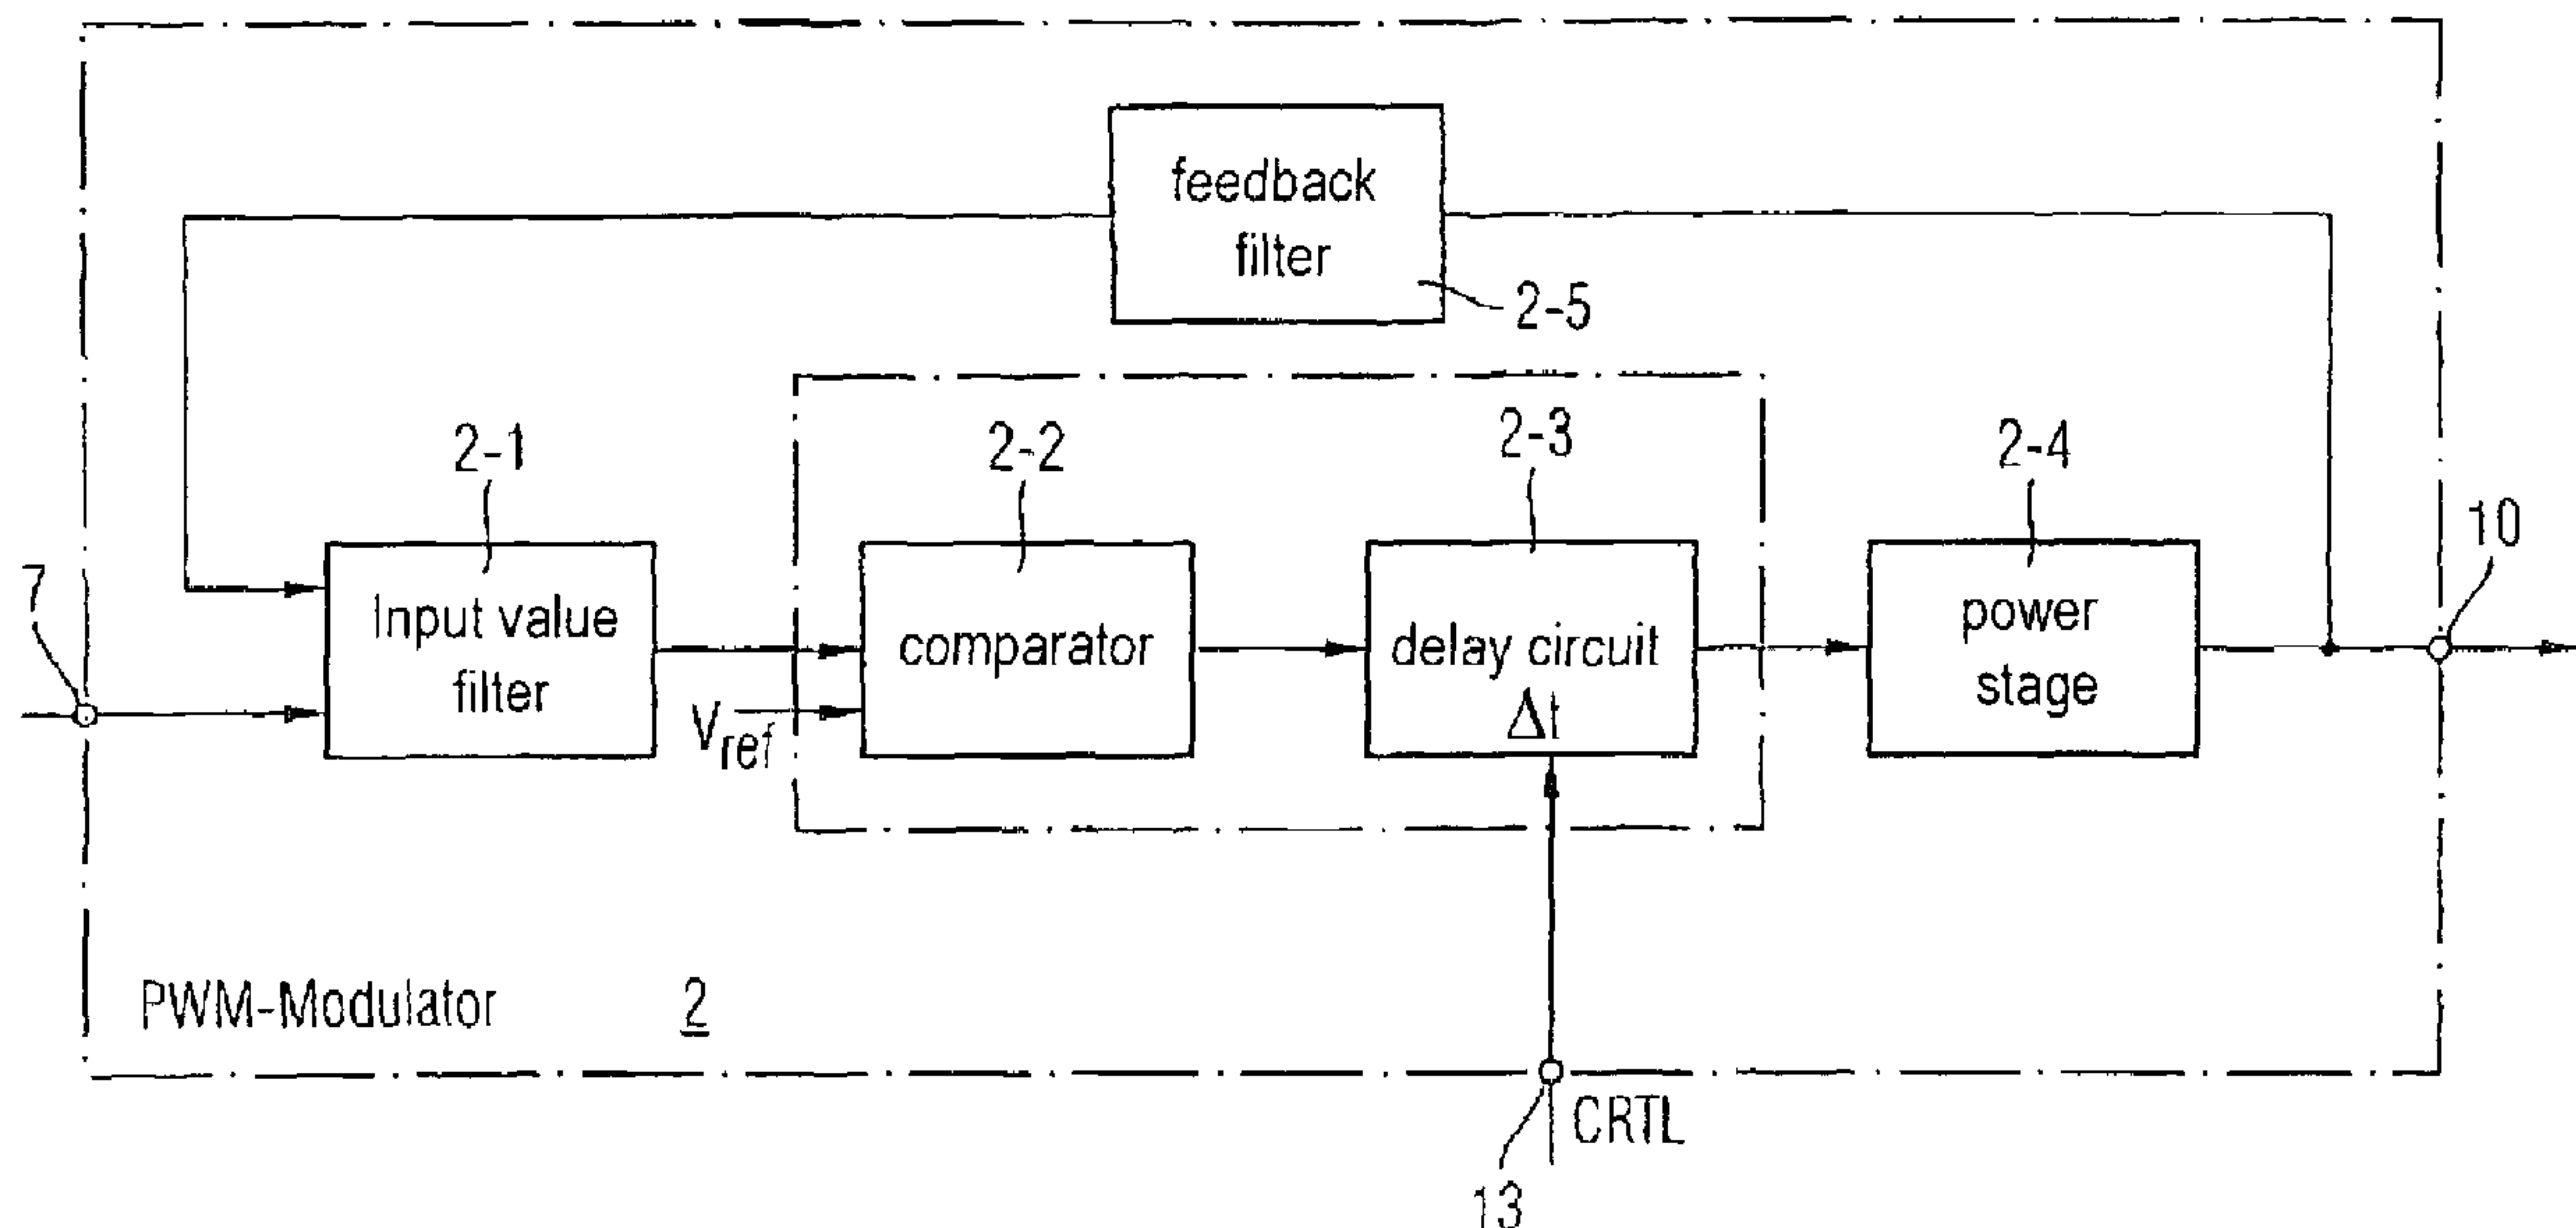 feedback
filter
2-5
2-1
2-2
2-3
2-4
10
7
Input value
filter
comparator
delay circuit
Δt
power
stage
Vref
PWM-Modulator
2
CRTL
13